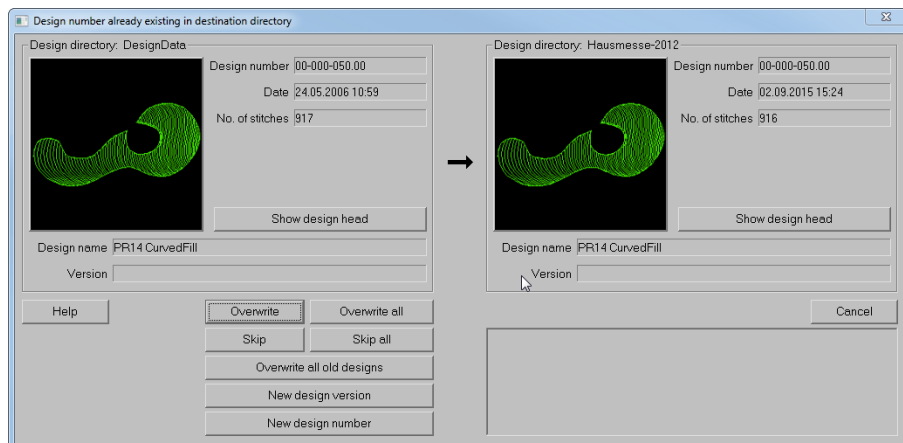 Design number already existing in destination directory
Design directory: DesignData
Design number 00-000-050.00
Date 24.05.2006 10:59
No. of stitches 917
Show design head
Design name PR14 CurvedFill
Version
Design directory: Hausmesse-2012
Design number 00-000-050.00
Date 02.09.2015 15:24
No. of stitches 916
Show design head
Design name PR14 CurvedFill
Version
Help
Overwrite
Overwrite all
Cancel
Skip
Skip all
Overwrite all old designs
New design version
New design number